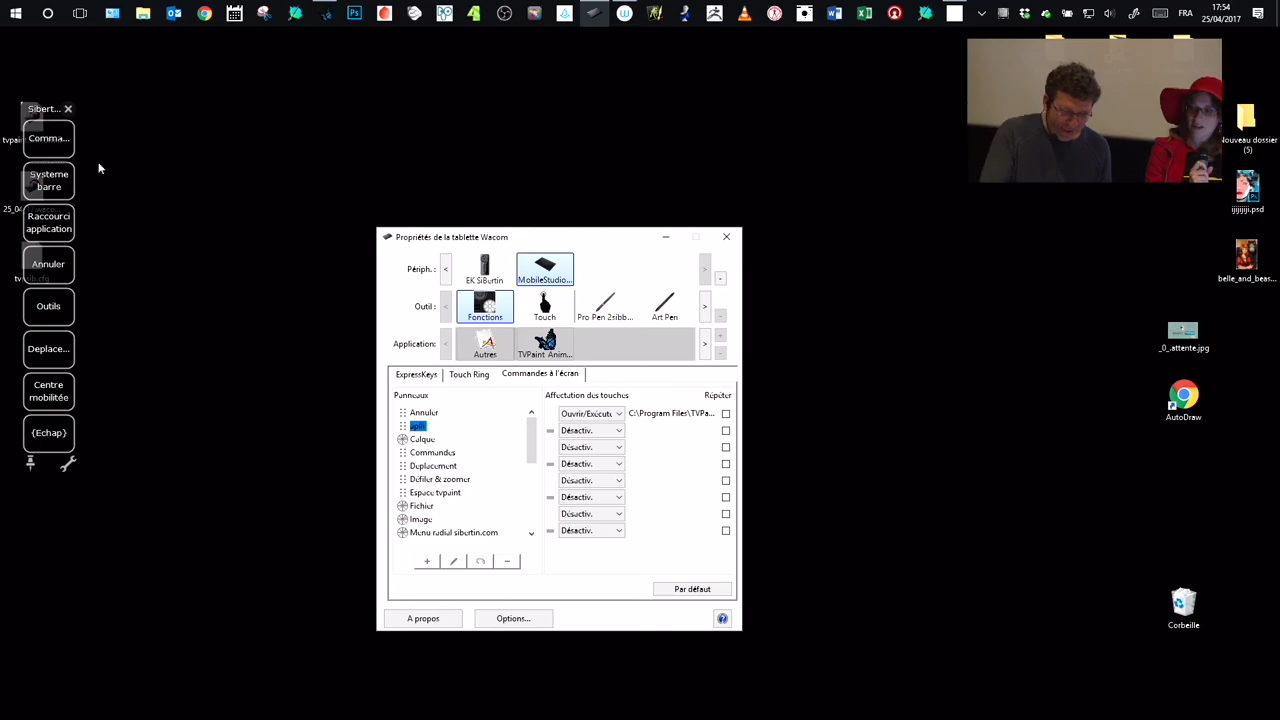 FRA
17:54
25/04/2017
Sibert...
Comma...
Systeme
barre
Raccourci
application
Annuler
Outils
Deplace...
Centre
mobilitée
{Echap}
Propriétés de la tablette Wacom
Périph. :
EK SiBertin
MobileStudio...
Outil :
Fonctions
Touch
Pro Pen 2sibb...
Art Pen
Application:
Autres
TVPaint Anim...
ExpressKeys
Touch Ring
Commandes à l'écran
Panneaux
Annuler
Calque
Commandes
Deplacement
Défiler & zoomer
Espace tvpaint
Fichier
Image
Menu radial sibertin.com
Affectation des touches
Répéter
Ouvrir/Exécute
C:\Program Files\TVPa...
Désactiv.
Désactiv.
Désactiv.
Désactiv.
Désactiv.
Désactiv.
Désactiv.
Par défaut
A propos
Options...
Nouveau dossier
(5)
belle_and_beas...
_0_attente.jpg
AutoDraw
Corbeille